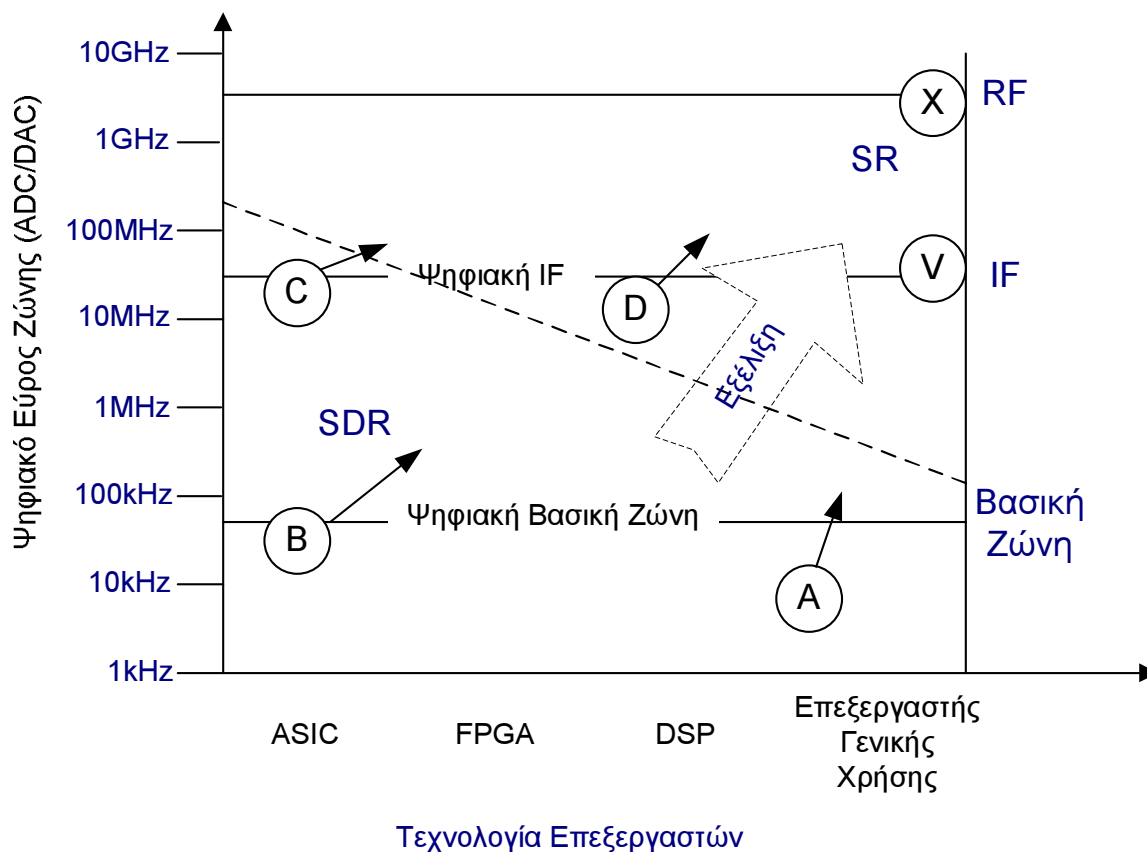 Ψηφιακό Εύρος Ζώνης (ADC/DAC)
10GHz
1GHz
100MHz
10MHz
1MHz
100kHz
10kHz
1kHz
X
RF
SR
V
IF
C
Ψηφιακή IF
D
Εξέλιξη
SDR
B
Ψηφιακή Βασική Ζώνη
Βασική
Ζώνη
A
ASIC
FPGA
DSP
Επεξεργαστής
Γενικής
Χρήσης
Τεχνολογία Επεξεργαστών